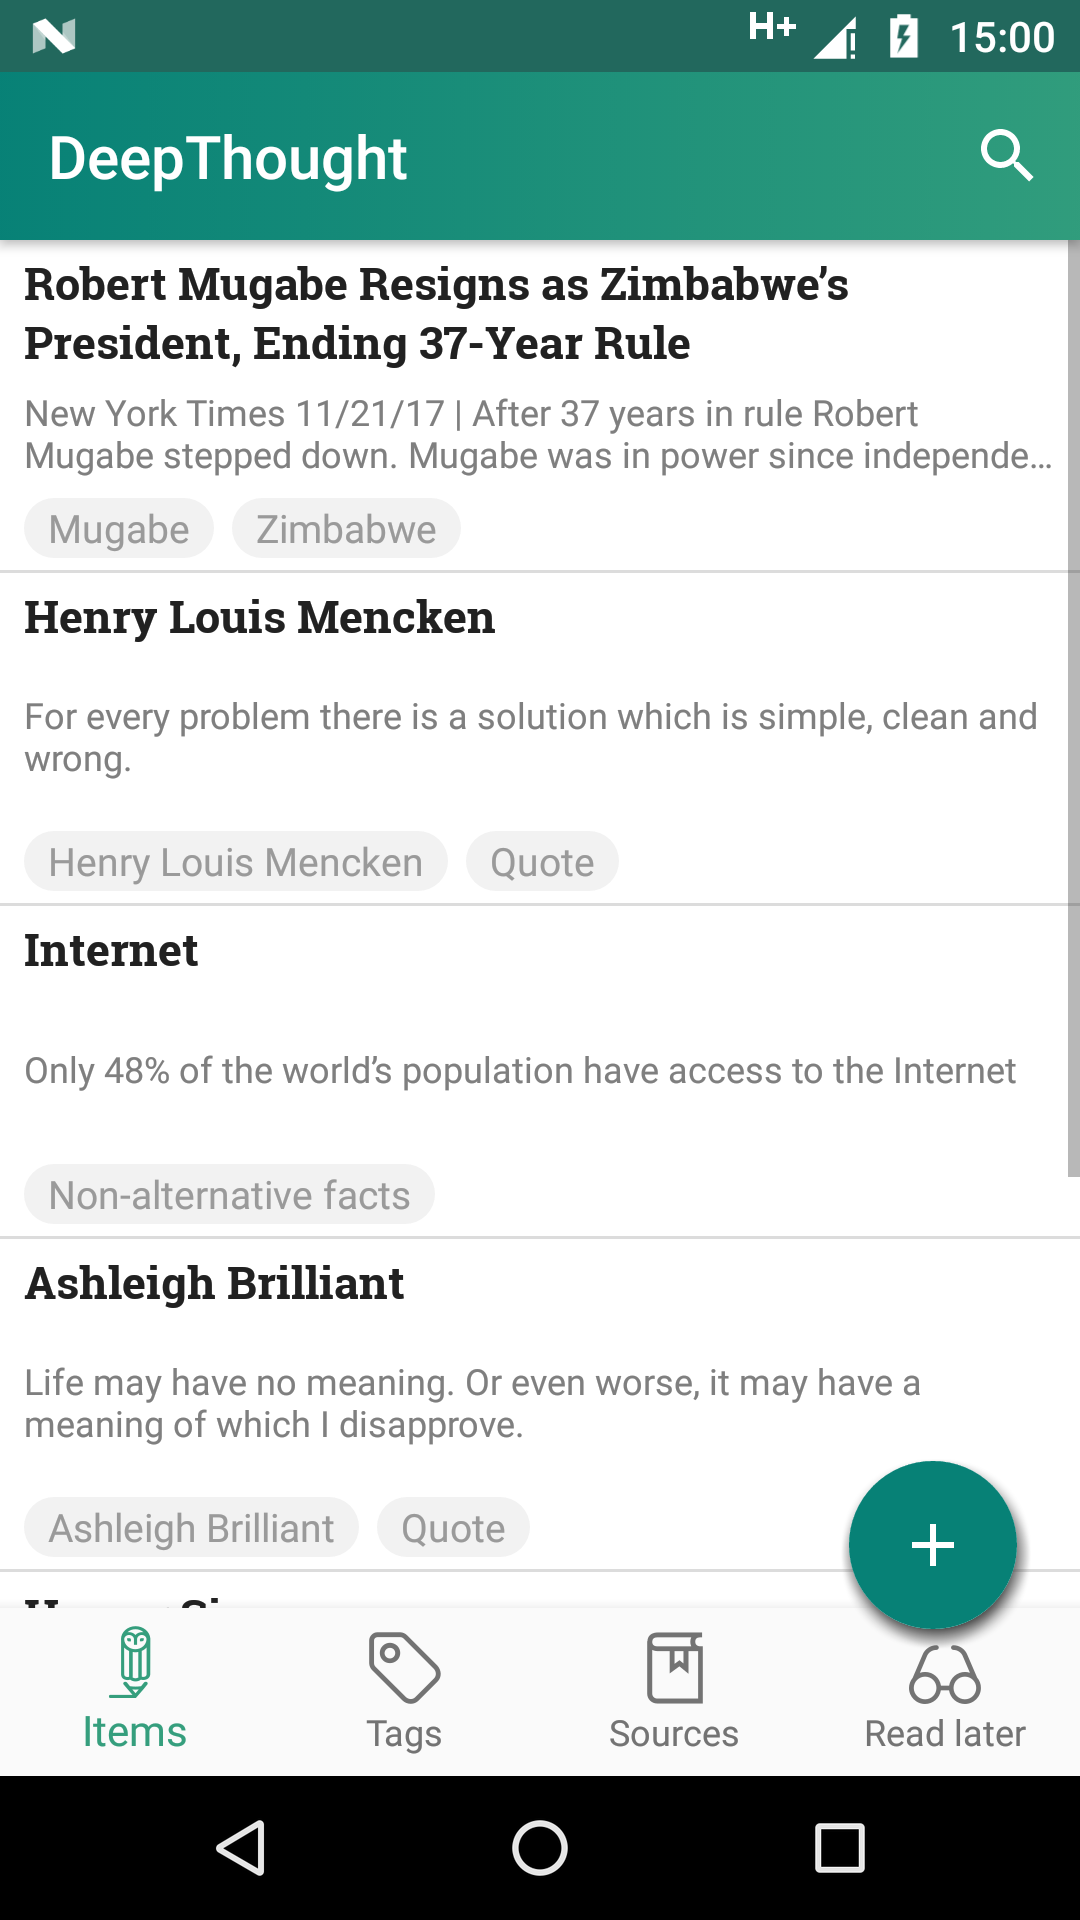 H+ 15:00
DeepThought
Robert Mugabe Resigns as Zimbabwe’s
President, Ending 37-Year Rule
New York Times 11/21/17 | After 37 years in rule Robert
Mugabe stepped down. Mugabe was in power since independe…
Mugabe Zimbabwe
Henry Louis Mencken
For every problem there is a solution which is simple, clean and
wrong.
Henry Louis Mencken Quote
Internet
Only 48% of the world’s population have access to the Internet
Non-alternative facts
Ashleigh Brilliant
Life may have no meaning. Or even worse, it may have a
meaning of which I disapprove.
Ashleigh Brilliant Quote
Items Tags Sources Read later